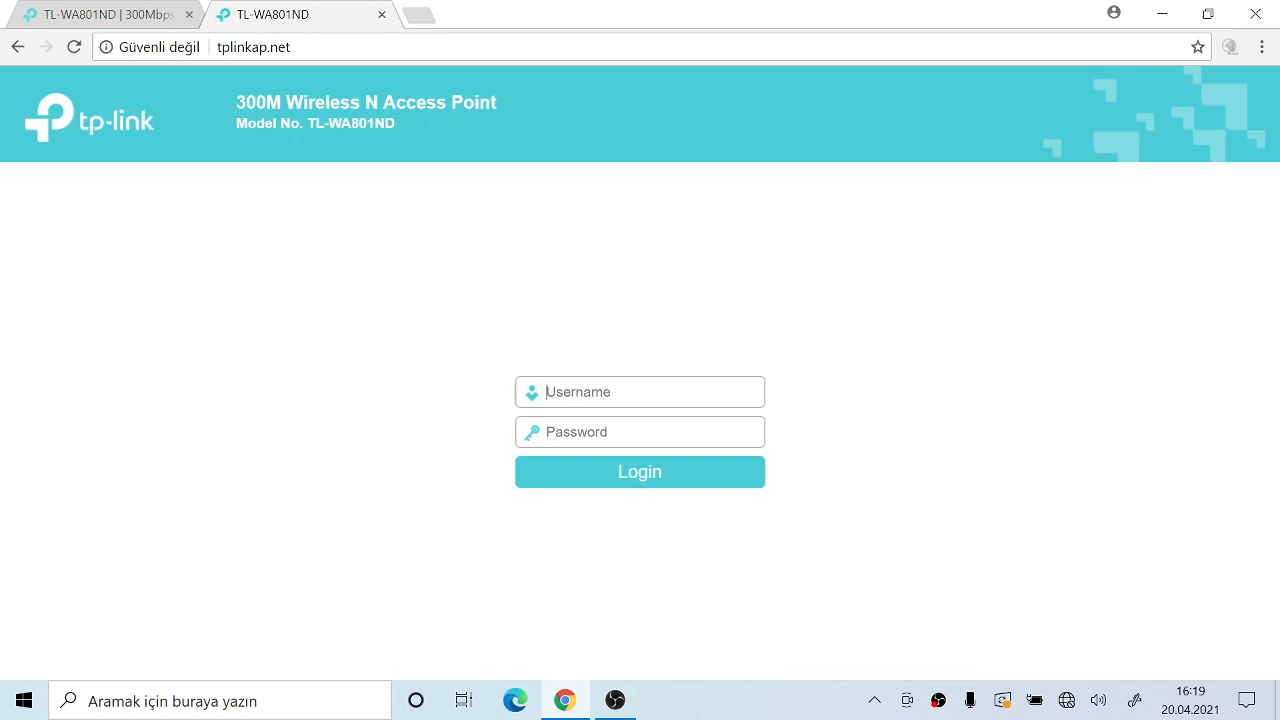 TL-WA801ND | 300Mbps
TL-WA801ND
Güvenli değil
tplinkap.net
tp-link
300M Wireless N Access Point
Model No. TL-WA801ND
Username
Password
Login
Aramak için buraya yazın
16:19
20.04.2021